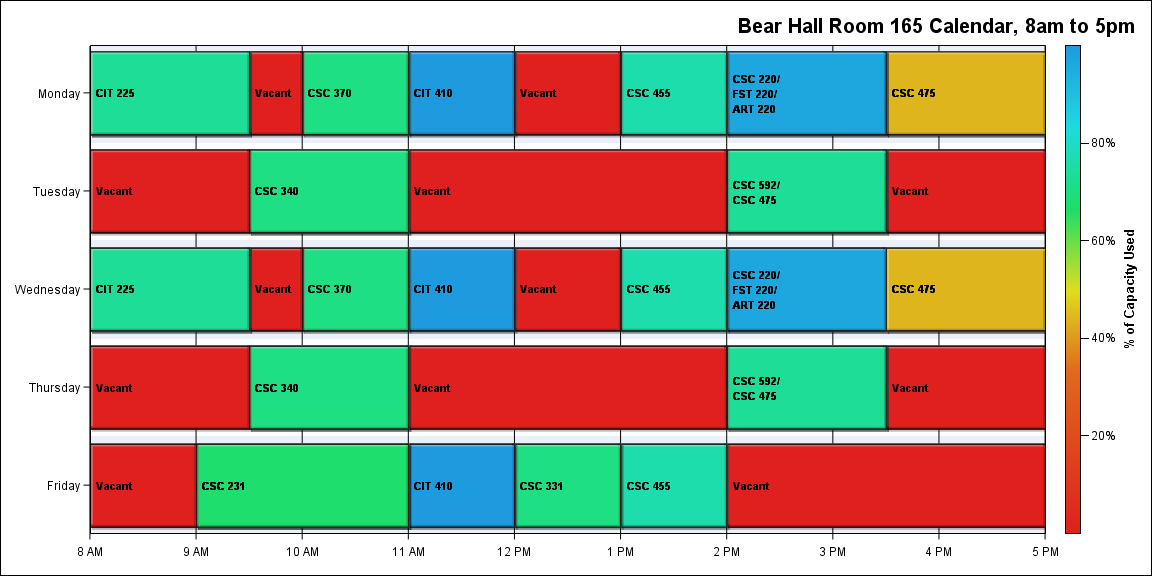 Bear Hall Room 165 Calendar, 8am to 5pm
Monday
CIT 225
Vacant
CSC 370
CIT 410
Vacant
CSC 455
CSC 220/
FST 220/
ART 220
CSC 475
Tuesday
Vacant
CSC 340
Vacant
CSC 592/
CSC 475
Vacant
Wednesday
CIT 225
Vacant
CSC 370
CIT 410
Vacant
CSC 455
CSC 220/
FST 220/
ART 220
CSC 475
Thursday
Vacant
CSC 340
Vacant
CSC 592/
CSC 475
Vacant
Friday
Vacant
CSC 231
CIT 410
CSC 331
CSC 455
Vacant
8 AM
9 AM
10 AM
11 AM
12 PM
1 PM
2 PM
3 PM
4 PM
5 PM
80%
60%
40%
20%
% of Capacity Used